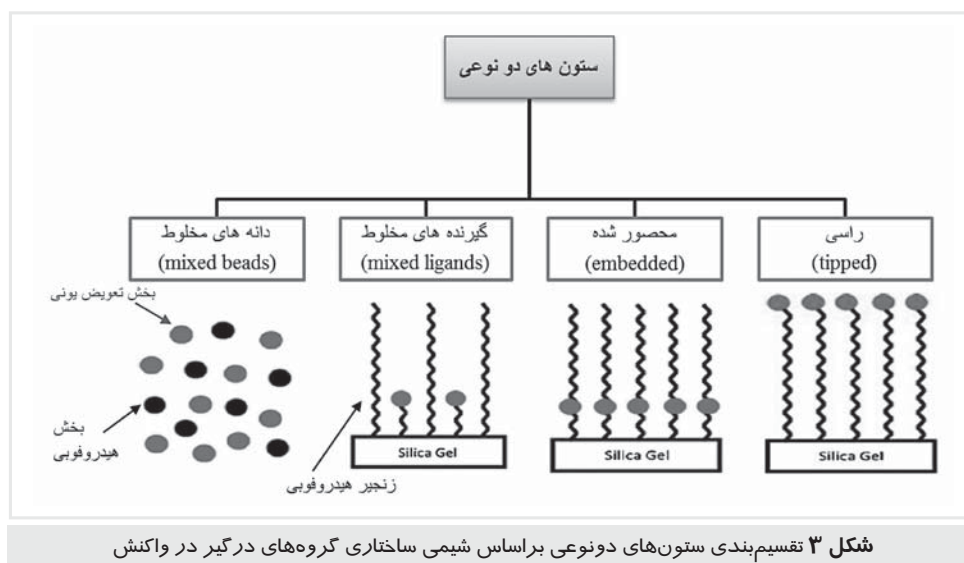 ستون های دو نوعی
راسی
(tipped)
محصور شده
(embedded)
گیرنده های مخلوط
(mixed ligands)
دانه های مخلوط
(mixed beads)
بخش تعویض یونی
بخش
هیدروفوبی
زنجیر هیدروفوبی
Silica Gel
Silica Gel
Silica Gel
شکل ۳ تقسیم‌بندی ستون‌های دونوعی براساس شیمی ساختاری گروه‌های درگیر در واکنش